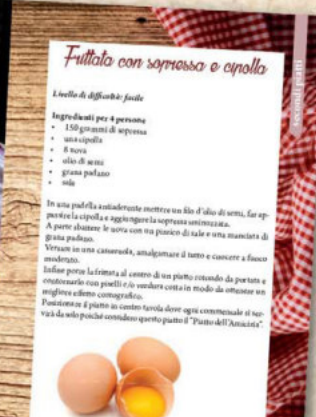 Frittata con sopressa e cipolla
secondi piatti
Livello di difficoltà: facile
Ingredienti per 4 persone
• 150 grammi di sopressa
• una cipolla
• 8 uova
• olio di semi
• grana padano
• sale
In una padella antiaderente mettere un filo d'olio di semi, far ap-
passire la cipolla e aggiungere la sopressa sminuzzata.
A parte sbattere le uova con un pizzico di sale e una manciata di
grana padano.
Versare in una casseruola, amalgamare il tutto e cuocere a fuoco
moderato.
Infine porre la frittata al centro di un piatto rotondo da portata e
contornarlo con piselli e/o verdura cotta in modo da ottenere un
migliore effetto coreografico.
Posizionare il piatto in centro tavola dove ogni commensale si ser-
virà da solo poiché considero questo piatto il "Piatto dell'Amicizia".